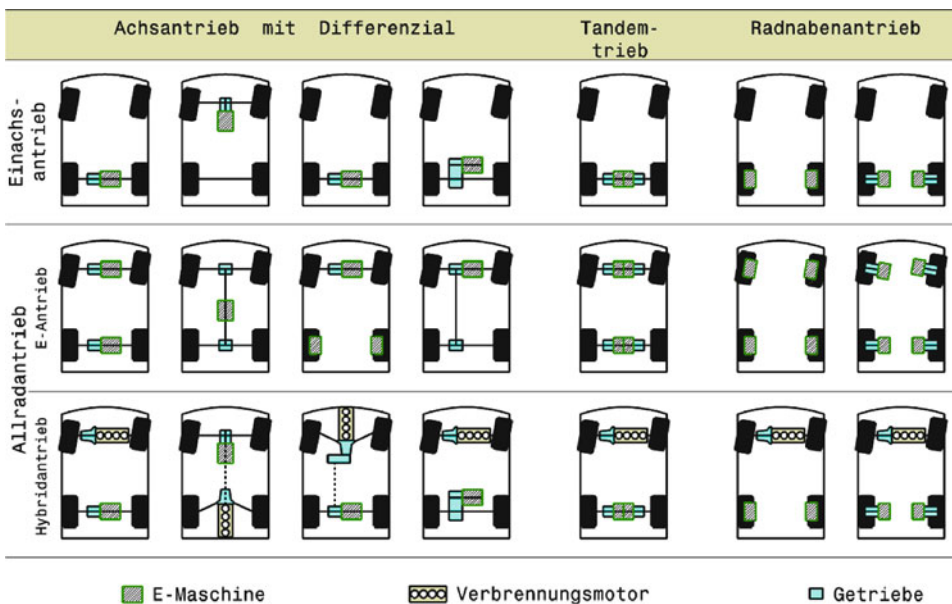 Achsantrieb mit Differenzial
Tandem-
trieb
Radnabenantrieb
Einachs-
antrieb
Allradantrieb
E-Antrieb
Hybridantrieb
E-Maschine
Verbrennungsmotor
Getriebe